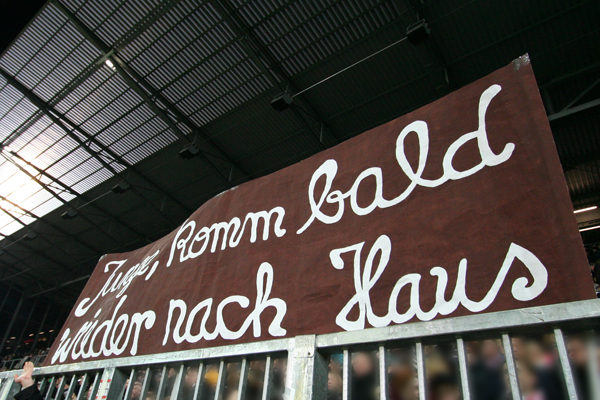 Junge, Komm bald
wieder nach Haus